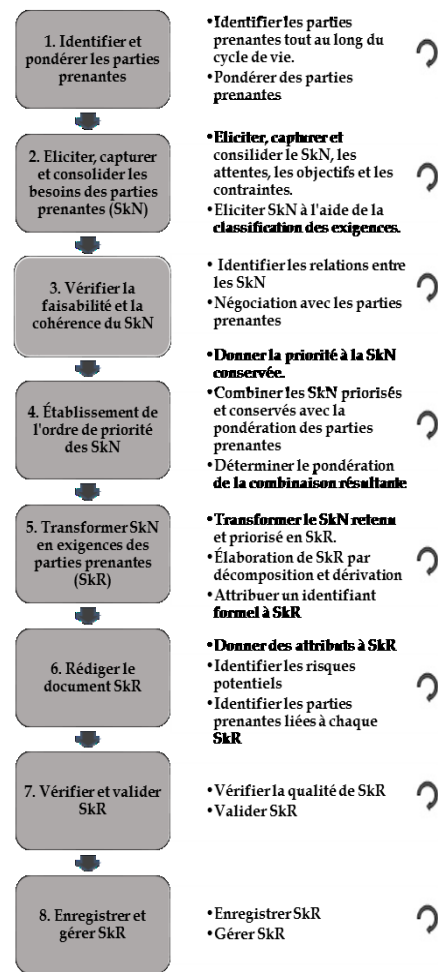 1. Identifier et
pondérer les parties
prenantes
•Identifier les parties
prenantes tout au long du
cycle de vie.
•Pondérer des parties
prenantes
2. Eliciter, capturer
et consolider les
besoins des parties
prenantes (SkN)
•Eliciter, capturer et
consilider le SkN, les
attentes, les objectifs et les
contraintes.
•Eliciter SkN à l'aide de la
classification des exigences.
3. Vérifier la
faisabilité et la
cohérence du SkN
• Identifier les relations entre
les SkN
•Négociation avec les parties
prenantes
4. Établissement de
l'ordre de priorité
des SkN
•Donner la priorité à la SkN
conservée.
•Combiner les SkN priorisés
et conservés avec la
pondération des parties
prenantes
•Déterminer le pondération
de la combinaison résultante
5. Transformer SkN
en exigences des
parties prenantes
(SkR)
•Transformer le SkN retenu
et priorisé en SkR.
•Élaboration de SkR par
décomposition et dérivation
•Attribuer un identifiant
formel à SkR
6. Rédiger le
document SkR
•Donner des attributs à SkR
•Identifier les risques
potentiels
•Identifier les parties
prenantes liées à chaque
SkR
7. Vérifier et valider
SkR
•Vérifier la qualité de SkR
•Valider SkR
8. Enregistrer et
gérer SkR
•Enregistrer SkR
•Gérer SkR